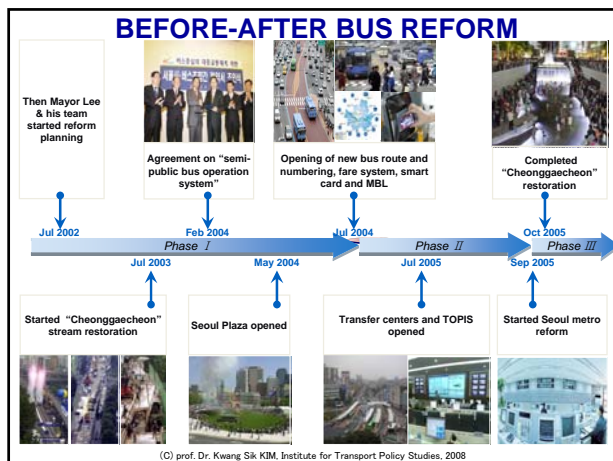 BEFORE-AFTER BUS REFORM
Then Mayor Lee
& his team
started reform
planning
Agreement on “semi-
public bus operation
system”
Opening of new bus route and
numbering, fare system, smart
card and MBL
Completed
“Cheonggaecheon”
restoration
Jul 2002
Feb 2004
Jul 2004
Oct 2005
Phase Ⅰ
Phase Ⅱ
Phase Ⅲ
Jul 2003
May 2004
Jul 2005
Sep 2005
Started “Cheonggaecheon”
stream restoration
Seoul Plaza opened
Transfer centers and TOPIS
opened
Started Seoul metro
reform
(C) prof. Dr. Kwang Sik KIM, Institute for Transport Policy Studies, 2008